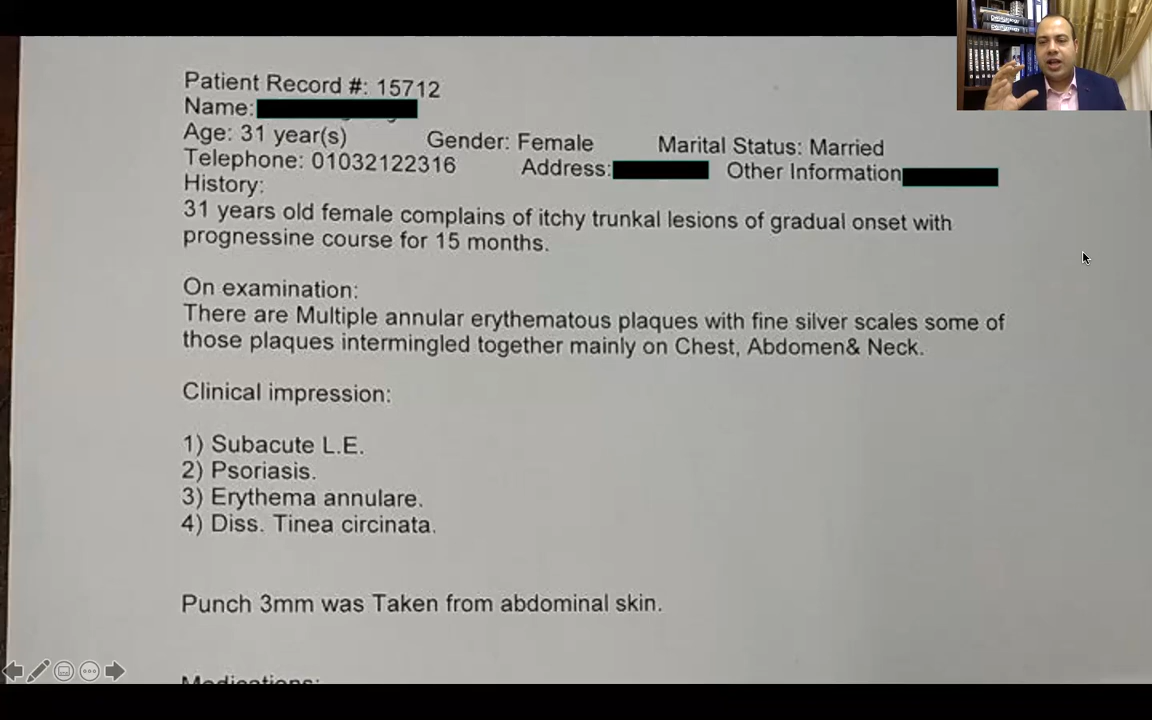 Patient Record #: 15712
Name:
Age: 31 year(s) Gender: Female Marital Status: Married
Telephone: 01032122316 Address: Other Information
History:
31 years old female complains of itchy trunkal lesions of gradual onset with
prognessine course for 15 months.
On examination:
There are Multiple annular erythematous plaques with fine silver scales some of
those plaques intermingled together mainly on Chest, Abdomen& Neck.
Clinical impression:
1) Subacute L.E.
2) Psoriasis.
3) Erythema annulare.
4) Diss. Tinea circinata.
Punch 3mm was Taken from abdominal skin.
Medications: